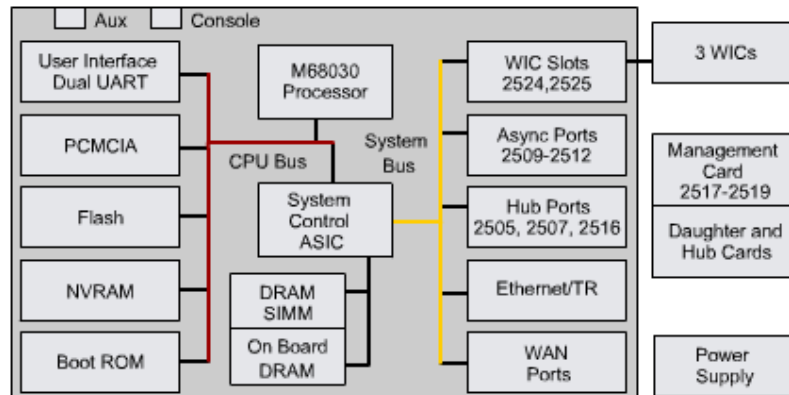 Aux
Console
User Interface
Dual UART
PCMCIA
Flash
NVRAM
Boot ROM
M68030
Processor
CPU Bus
System
Bus
System
Control
ASIC
DRAM
SIMM
On Board
DRAM
WIC Slots
2524,2525
Async Ports
2509-2512
Hub Ports
2505, 2507, 2516
Ethernet/TR
WAN
Ports
3 WICs
Management
Card
2517-2519
Daughter and
Hub Cards
Power
Supply